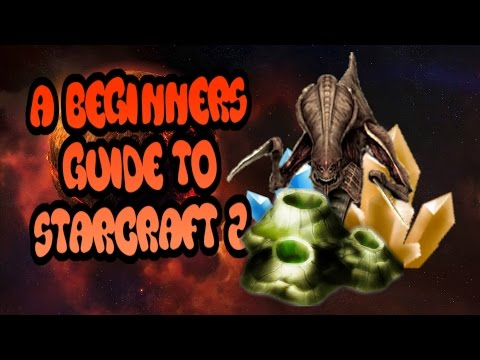 A BEGINNERS
GUIDE TO
STARCRAFT 2